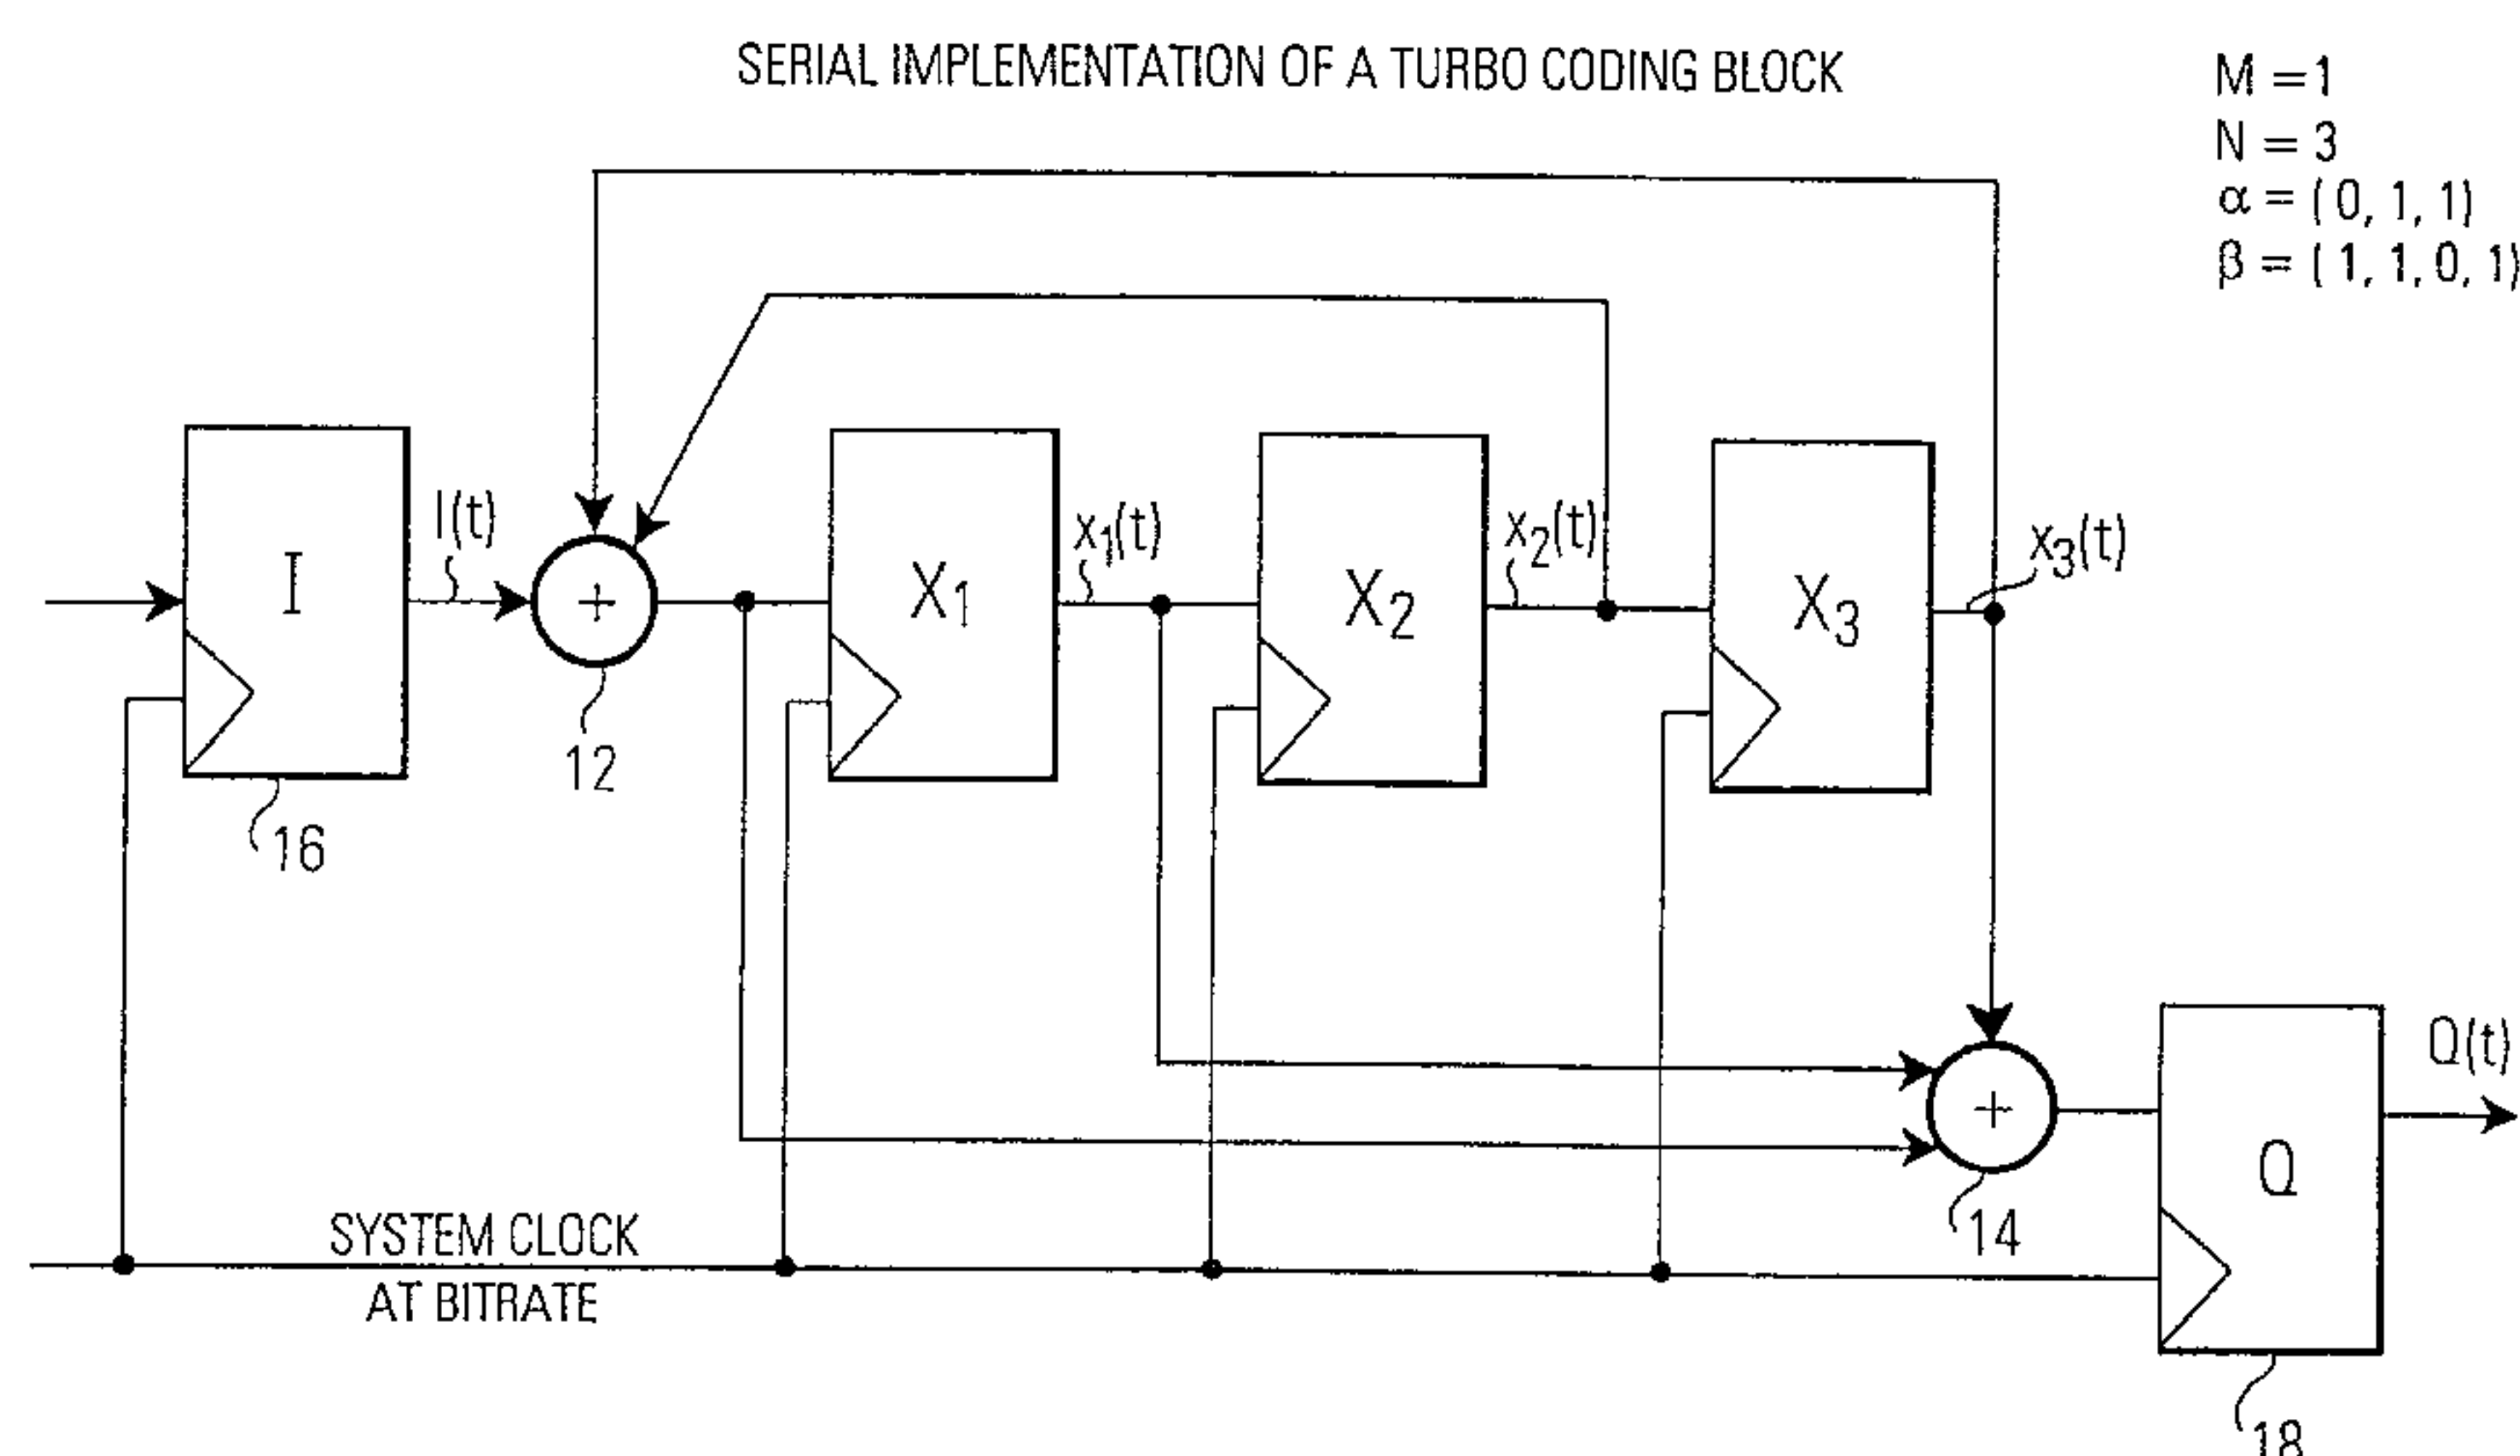 SERIAL IMPLEMENTATION OF A TURBO CODING BLOCK
M = 1
N = 3
α = ( 0, 1, 1)
β = ( 1, 1, 0, 1)
I
I(t)
+
12
X1
x1(t)
X2
x2(t)
X3
x3(t)
16
+
14
Q
Q(t)
18
SYSTEM CLOCK
AT BITRATE